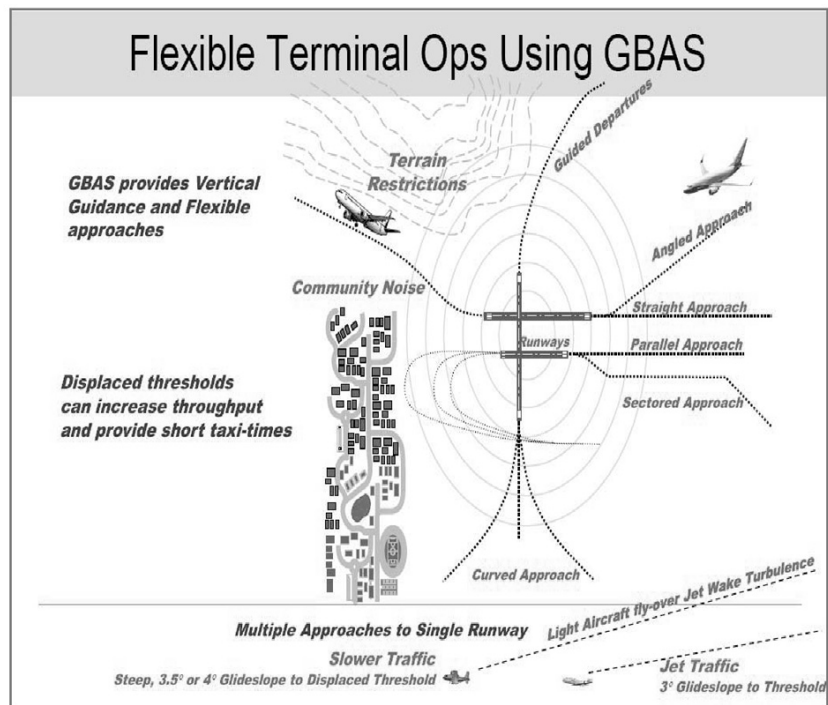 Flexible Terminal Ops Using GBAS
Guided Departures
Terrain
Restrictions
GBAS provides Vertical
Guidance and Flexible
approaches
Angled Approach
Community Noise
Straight Approach
Runways
Parallel Approach
Displaced thresholds
can increase throughput
and provide short taxi-times
Sectored Approach
Curved Approach
Light Aircraft fly-over Jet Wake Turbulence
Multiple Approaches to Single Runway
Slower Traffic
Steep, 3.5º or 4º Glideslope to Displaced Threshold
Jet Traffic
3º Glideslope to Threshold